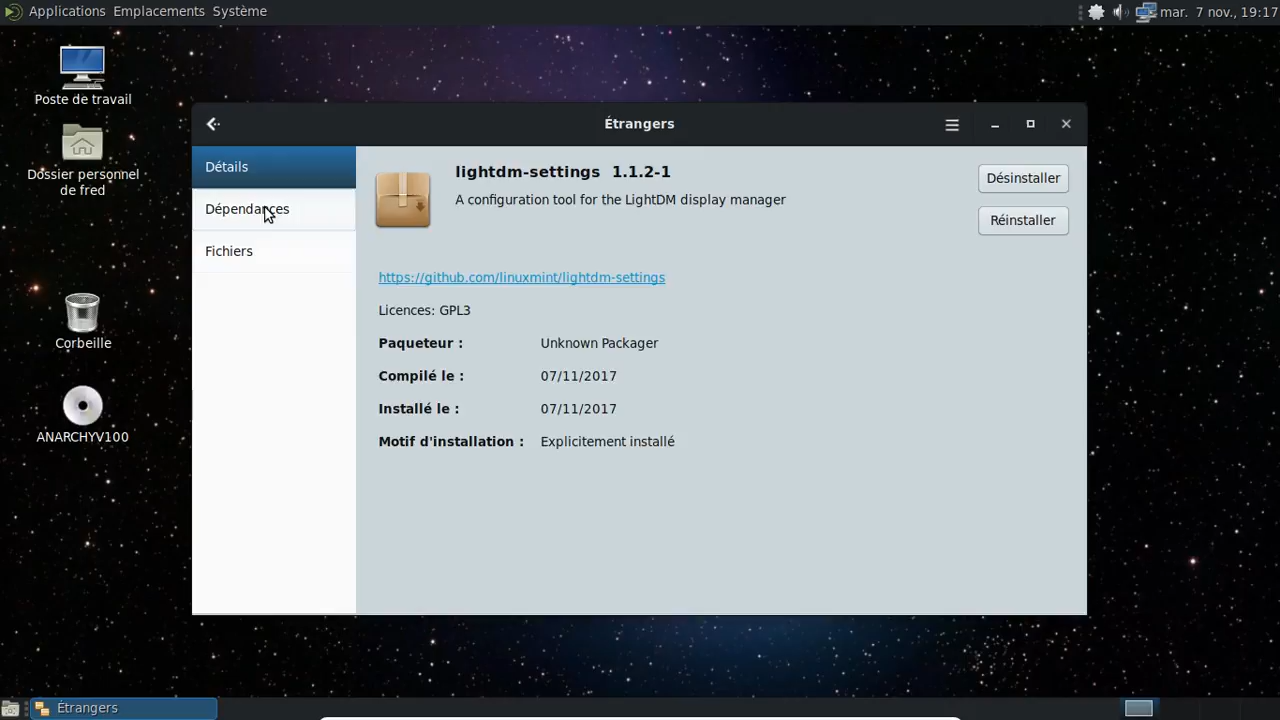 Applications Emplacements Système
mar. 7 nov., 19:17
Poste de travail
Dossier personnel
de fred
Corbeille
ANARCHYV100
Étrangers
Détails
Dépendances
Fichiers
lightdm-settings 1.1.2-1
A configuration tool for the LightDM display manager
Désinstaller
Réinstaller
https://github.com/linuxmint/lightdm-settings
Licences: GPL3
Paqueteur : Unknown Packager
Compilé le : 07/11/2017
Installé le : 07/11/2017
Motif d'installation : Explicitement installé
Étrangers